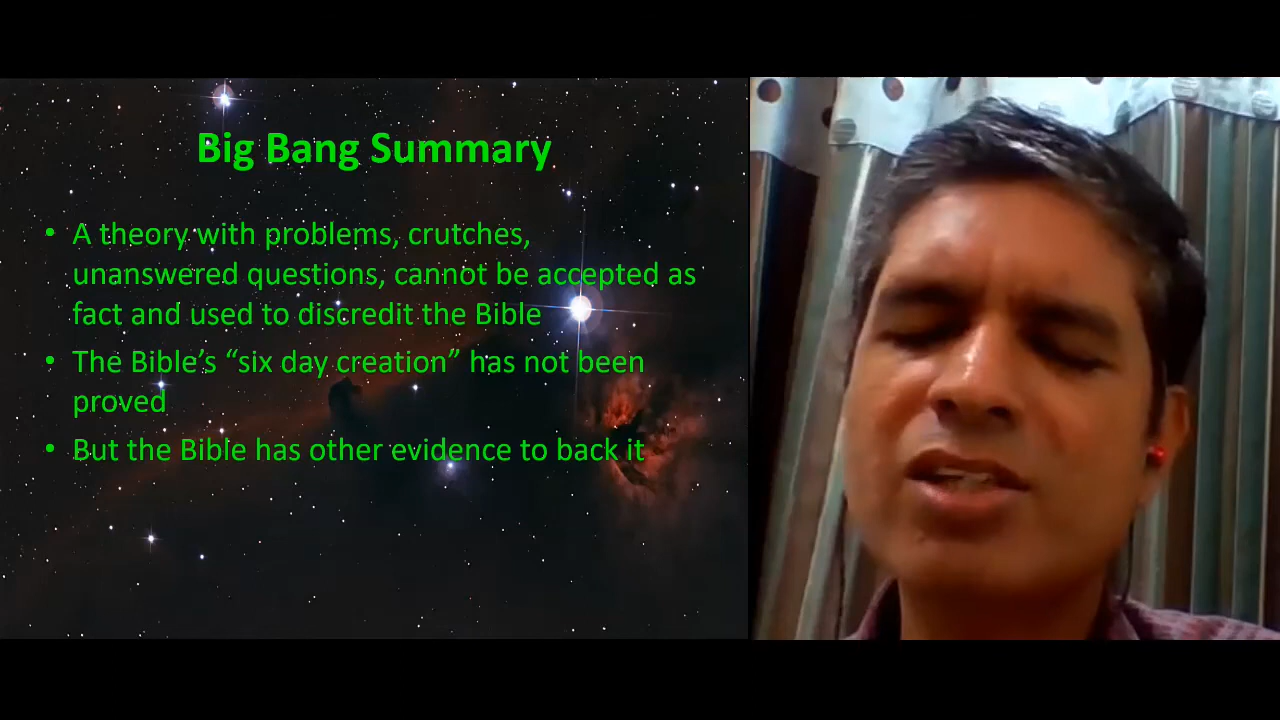 Big Bang Summary
• A theory with problems, crutches,
unanswered questions, cannot be accepted as
fact and used to discredit the Bible
• The Bible’s “six day creation” has not been
proved
• But the Bible has other evidence to back it